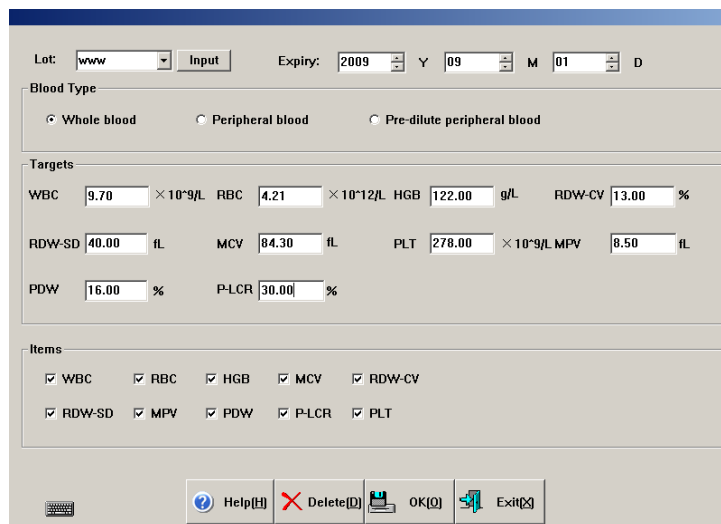 Lot: www Input Expiry: 2009 Y 09 M 01 D
Blood Type
Whole blood Peripheral blood Pre-dilute peripheral blood
Targets
WBC 9.70 ×10^9/L RBC 4.21 ×10^12/L HGB 122.00 g/L RDW-CV 13.00 %
RDW-SD 40.00 fL MCV 84.30 fL PLT 278.00 ×10^9/L MPV 8.50 fL
PDW 16.00 % P-LCR 30.00 %
Items
WBC RBC HGB MCV RDW-CV
RDW-SD MPV PDW P-LCR PLT
Help(H) Delete(D) OK(O) Exit(X)